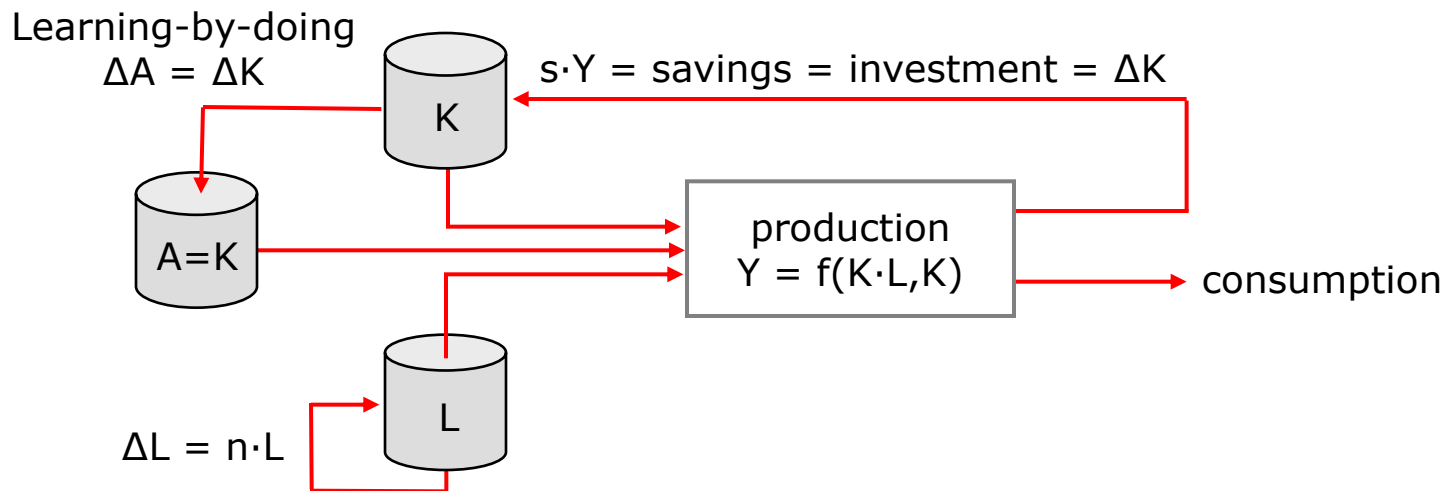 Learning-by-doing
ΔA = ΔK
s·Y = savings = investment = ΔK
K
A=K
production
Y = f(K·L,K)
consumption
L
ΔL = n·L